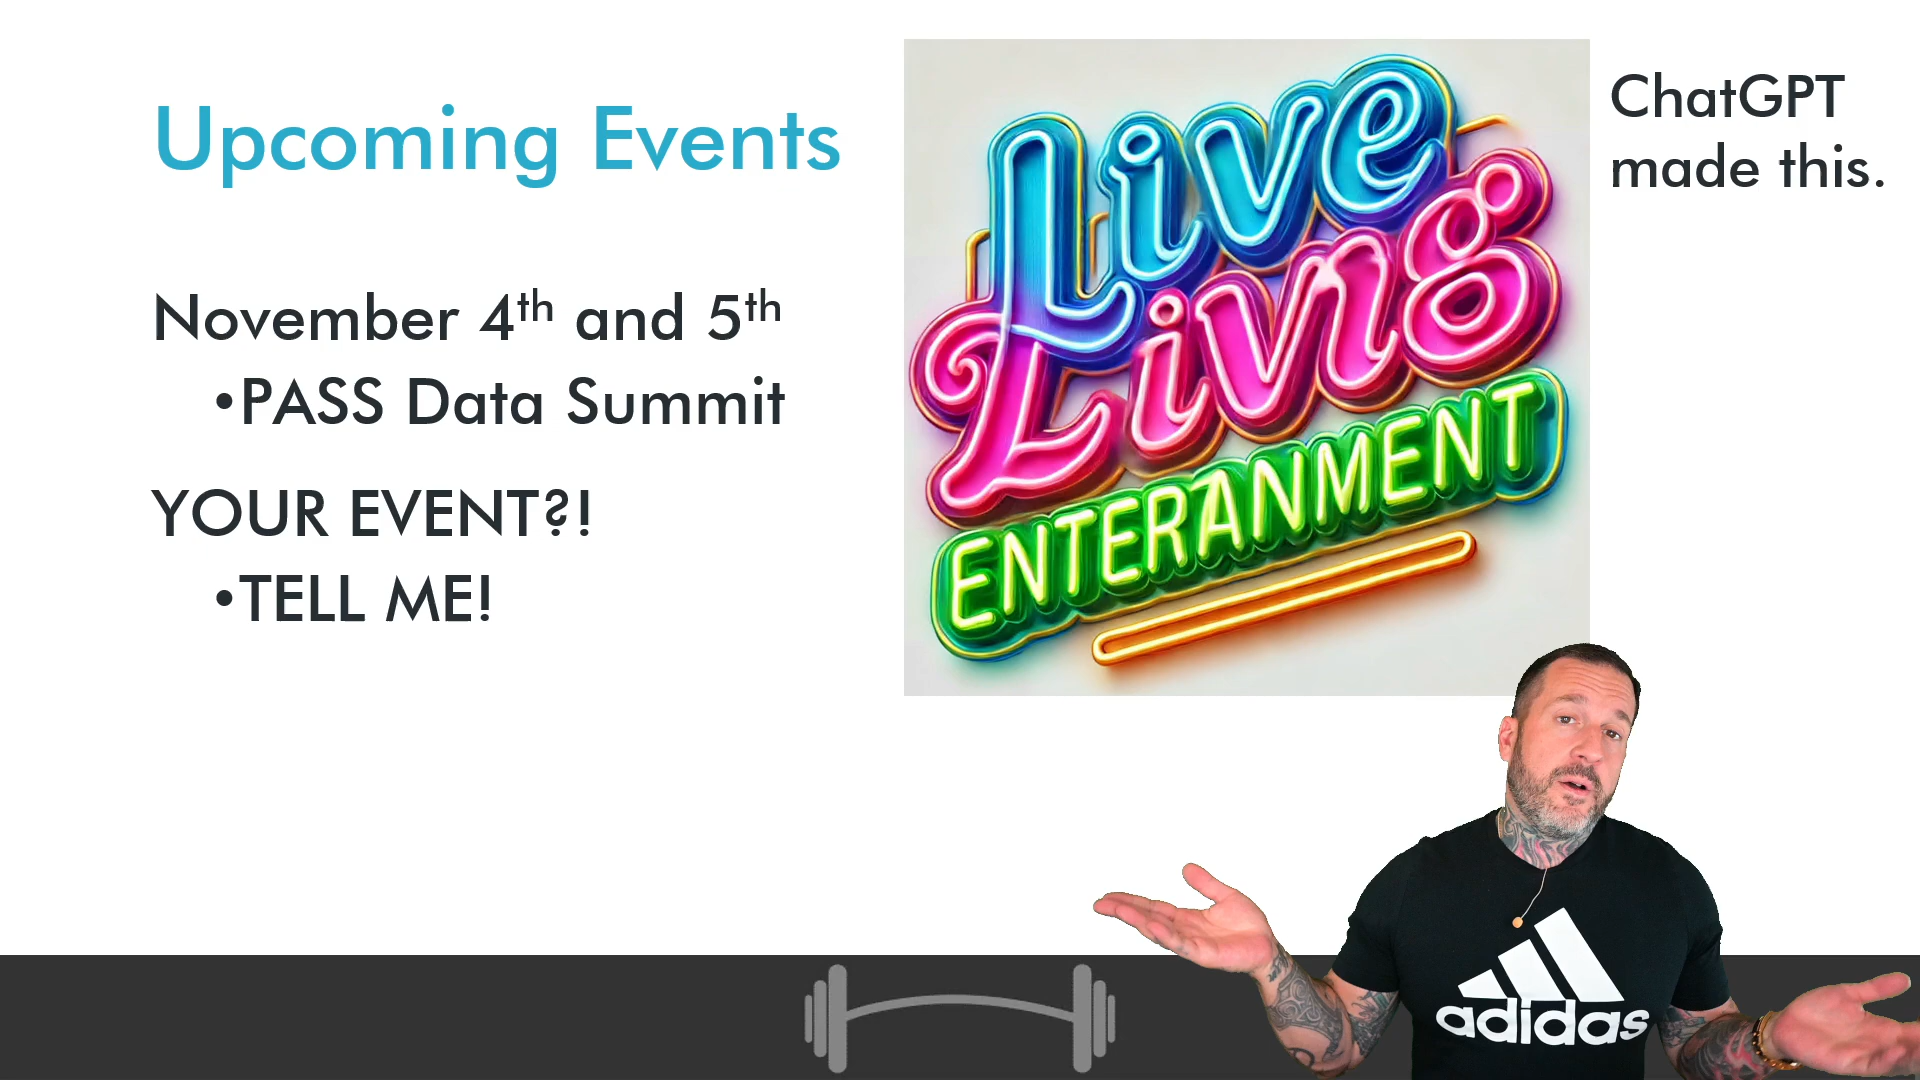 Upcoming Events
November 4th and 5th
•PASS Data Summit
YOUR EVENT?!
•TELL ME!
Live
Living
ENTERANMENT
ChatGPT
made this.
adidas